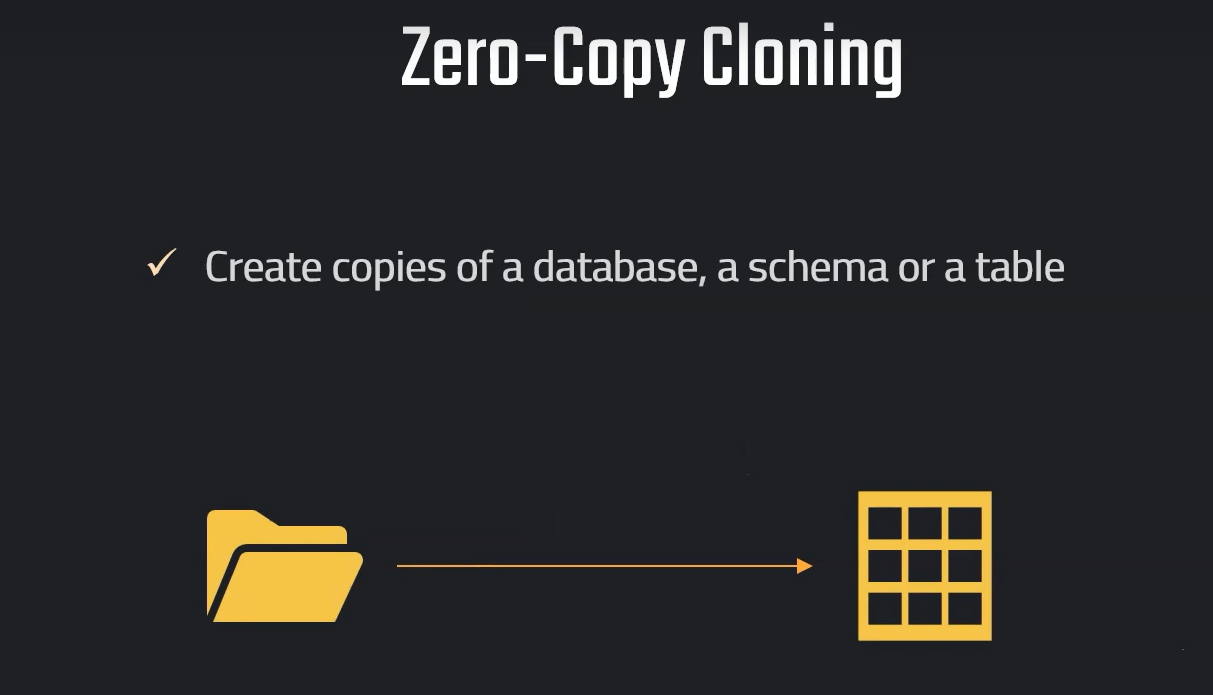 Zero-Copy Cloning
✓ Create copies of a database, a schema or a table